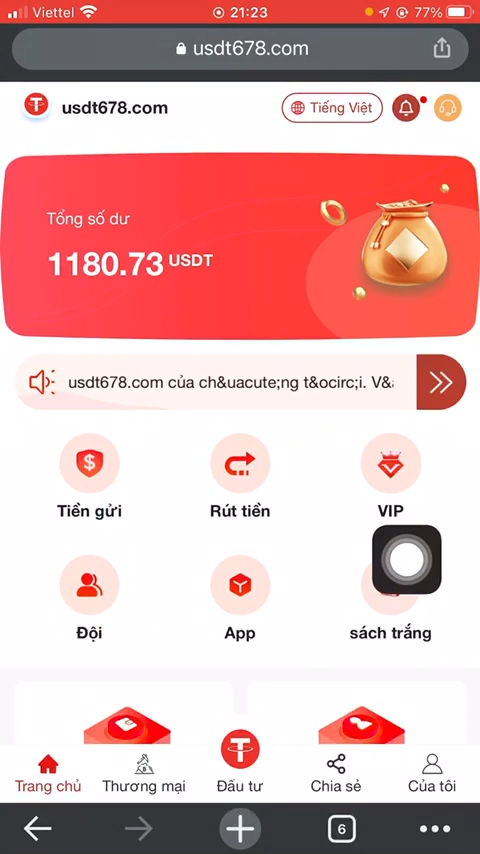 Viettel 21:23 77%
usdt678.com
usdt678.com Tiếng Việt
Tổng số dư
1180.73 USDT
usdt678.com của ch&uacute;ng t&ocirc;i. V&
Tiền gửi Rút tiền VIP
Đội App sách trắng
Trang chủ Thương mại Đầu tư Chia sẻ Của tôi
6